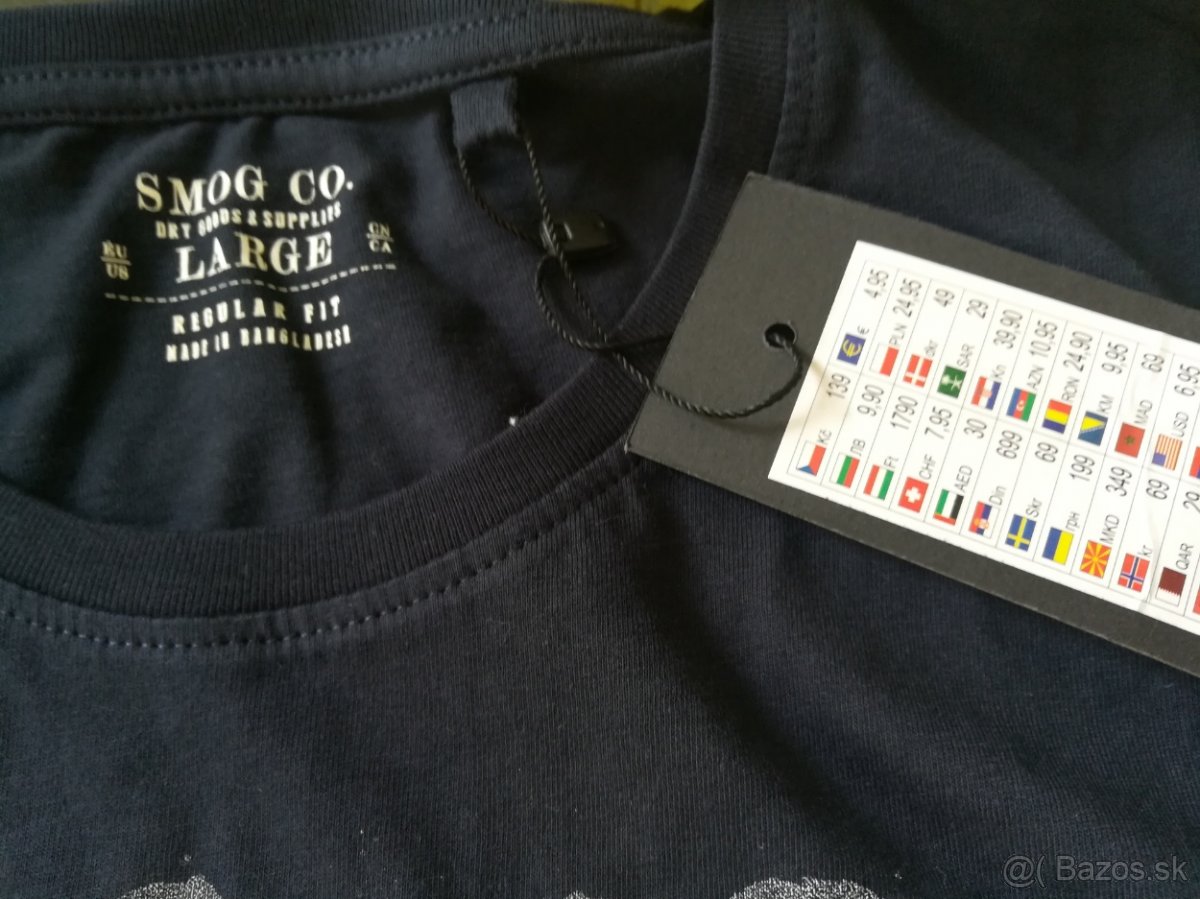 SMOG CO.
DRY GOODS & SUPPLIES
EU
US
LARGE
CN
CA
REGULAR FIT
MADE IN BANGLADESH
€ 4,95
PLN 24,95
dkr 49
SAR 29
Kn 39,90
AZN 10,95
RON 24,90
KM 9,95
MAD 69
USD 6,95
Kč 139
ЛВ 9,90
Ft 1790
CHF 7,95
AED 30
Din 699
Skr 69
грн 199
MKD 349
kr 69
QAR 29
@( Bazos.sk